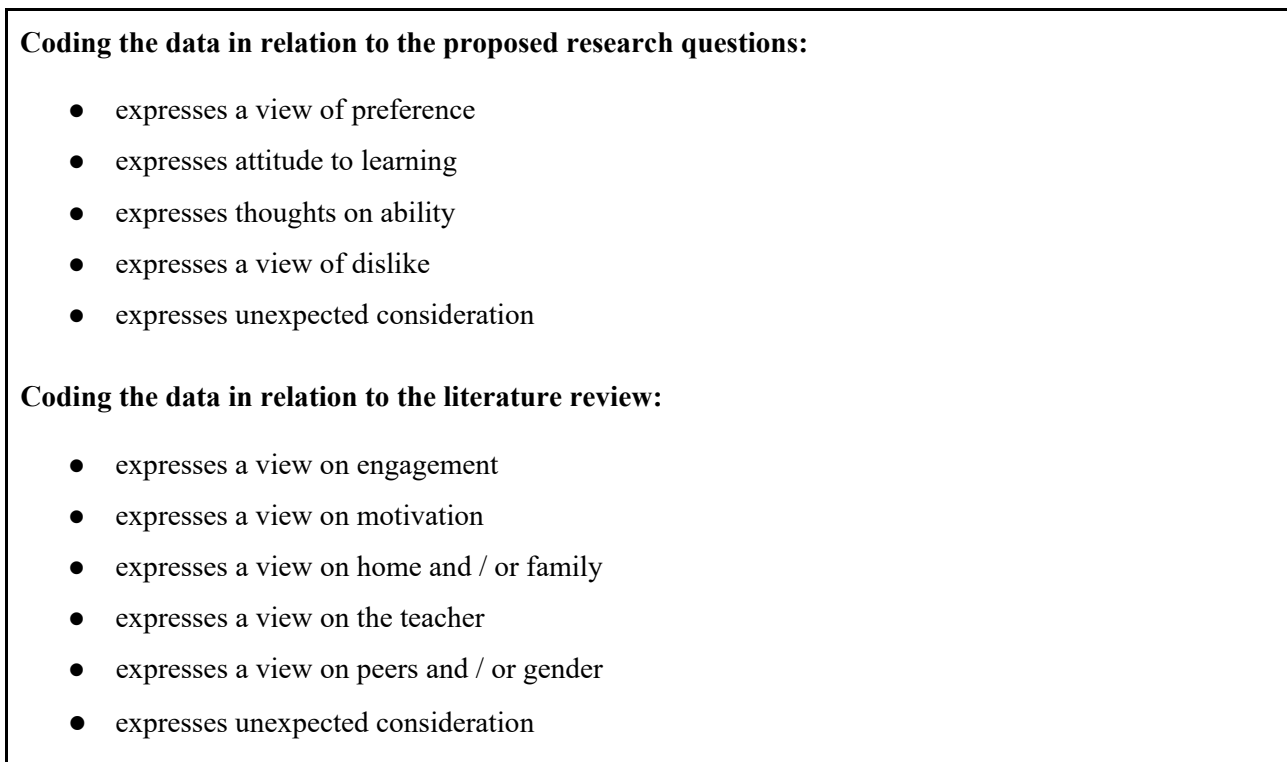 Coding the data in relation to the proposed research questions:
● expresses a view of preference
● expresses attitude to learning
● expresses thoughts on ability
● expresses a view of dislike
● expresses unexpected consideration
Coding the data in relation to the literature review:
● expresses a view on engagement
● expresses a view on motivation
● expresses a view on home and / or family
● expresses a view on the teacher
● expresses a view on peers and / or gender
● expresses unexpected consideration